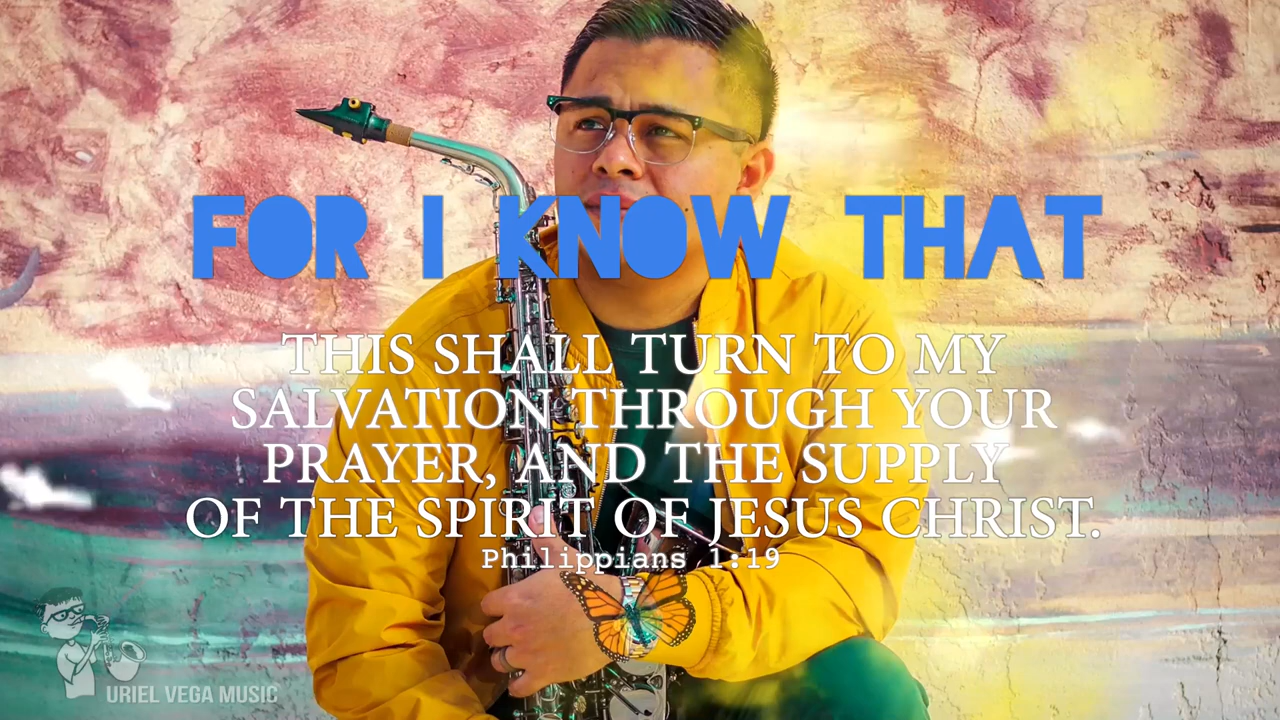 FOR I KNOW THAT
THIS SHALL TURN TO MY
SALVATION THROUGH YOUR
PRAYER, AND THE SUPPLY
OF THE SPIRIT OF JESUS CHRIST.
Philippians 1:19
URIEL VEGA MUSIC